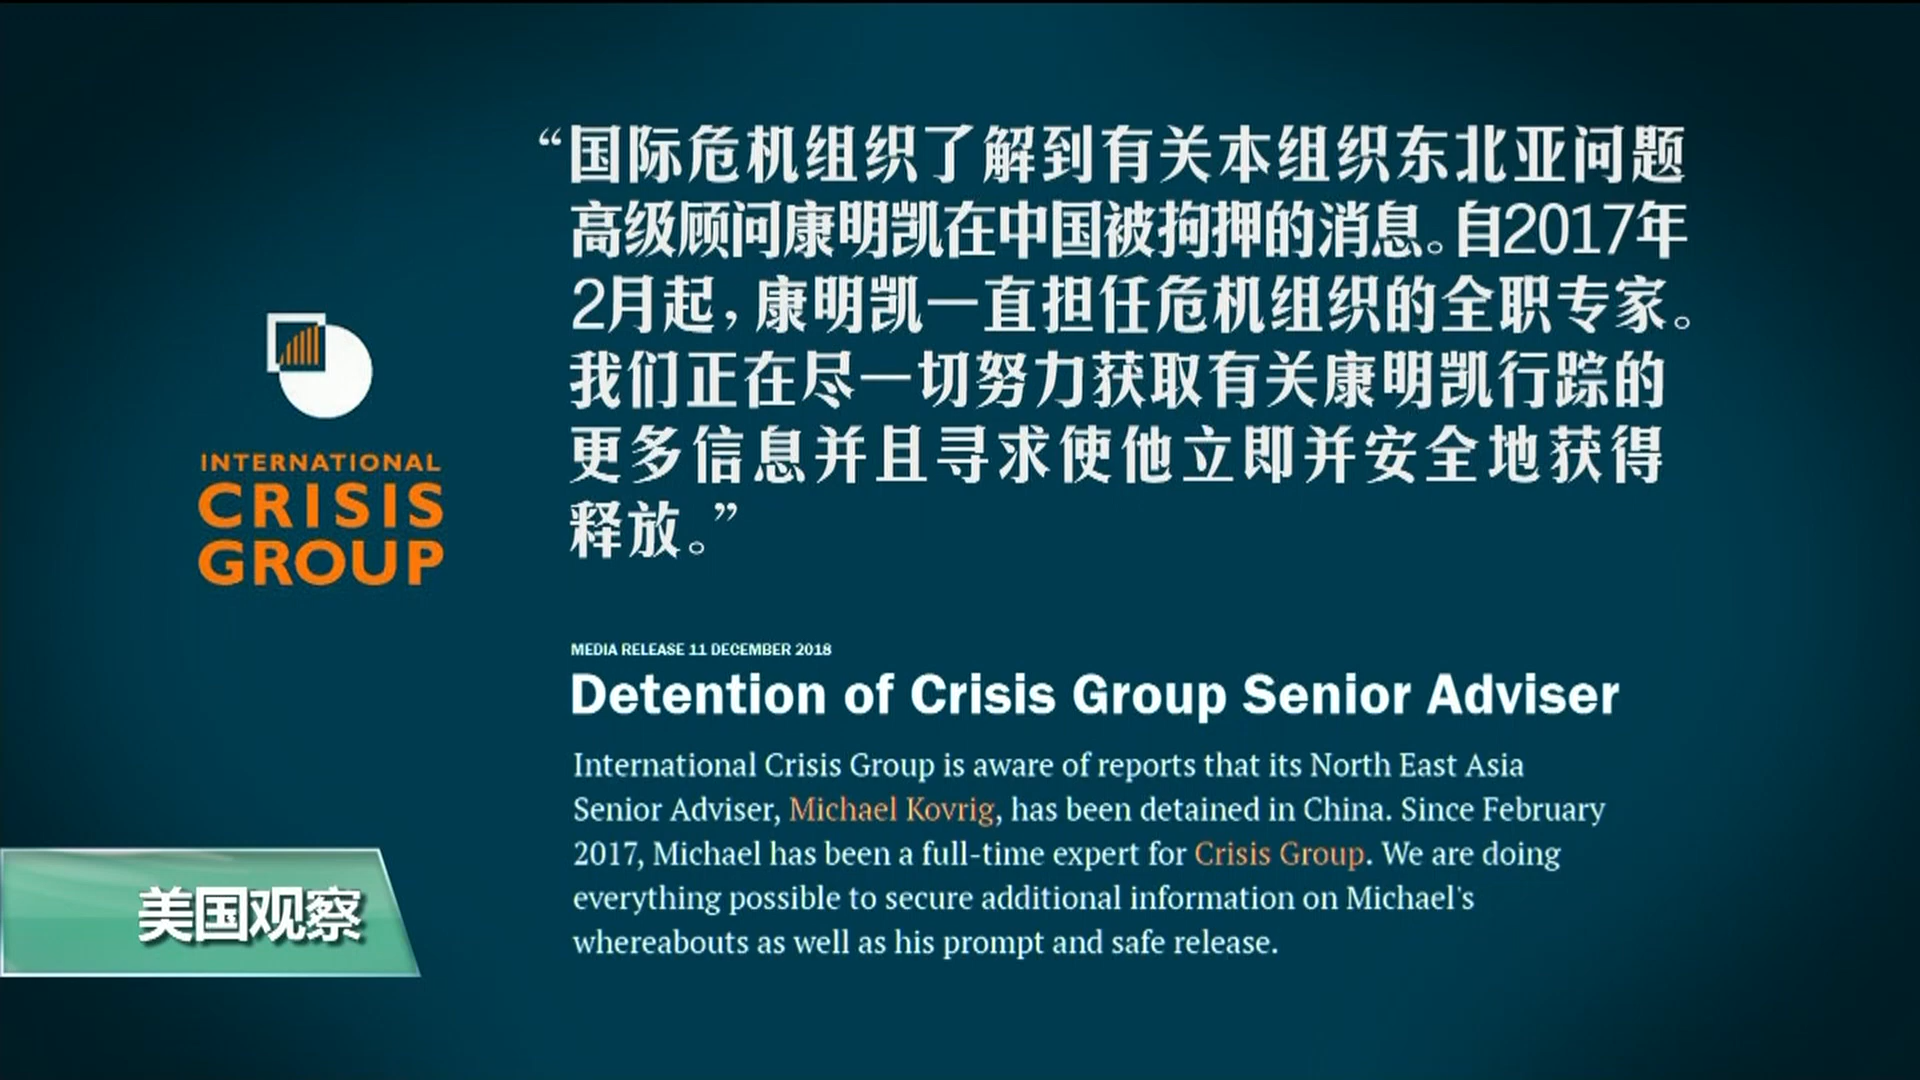 “国际危机组织了解到有关本组织东北亚问题
高级顾问康明凯在中国被拘押的消息。自2017年
2月起，康明凯一直担任危机组织的全职专家。
我们正在尽一切努力获取有关康明凯行踪的
更多信息并且寻求使他立即并安全地获得
释放。”
INTERNATIONAL
CRISIS
GROUP
MEDIA RELEASE 11 DECEMBER 2018
Detention of Crisis Group Senior Adviser
International Crisis Group is aware of reports that its North East Asia
Senior Adviser, Michael Kovrig, has been detained in China. Since February
2017, Michael has been a full-time expert for Crisis Group. We are doing
everything possible to secure additional information on Michael's
whereabouts as well as his prompt and safe release.
美国观察